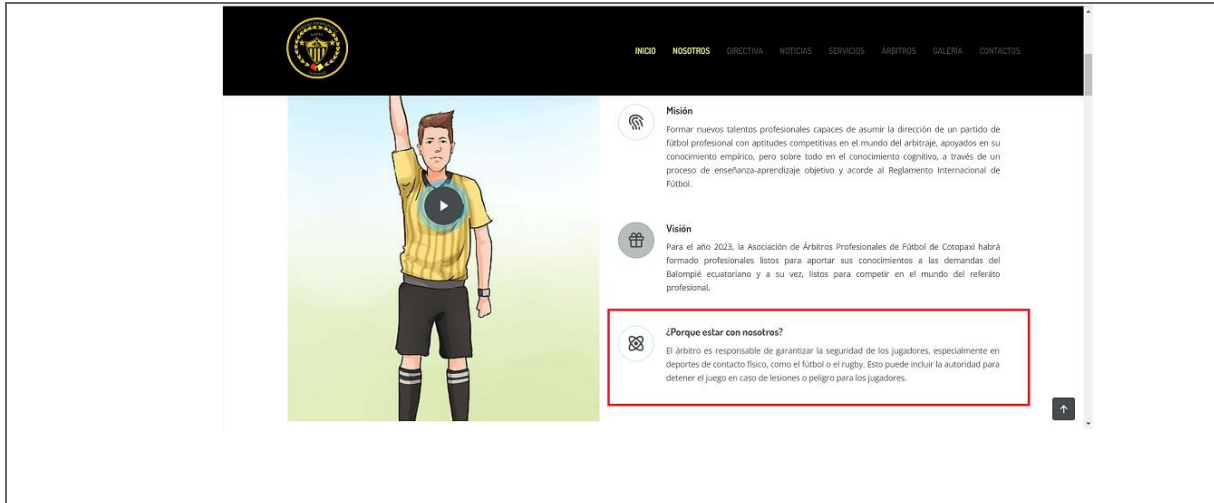 INICIO NOSOTROS DIRECTIVA NOTICIAS SERVICIOS ÁRBITROS GALERÍA CONTACTOS
Misión
Formar nuevos talentos profesionales capaces de asumir la dirección de un partido de
fútbol profesional con aptitudes competitivas en el mundo del arbitraje, apoyados en su
conocimiento empírico, pero sobre todo en el conocimiento cognitivo, a través de un
proceso de enseñanza-aprendizaje objetivo y acorde al Reglamento Internacional de
Fútbol.
Visión
Para el año 2023, la Asociación de Árbitros Profesionales de Fútbol de Cotopaxi habrá
formado profesionales listos para aportar sus conocimientos a las demandas del
Balompié ecuatoriano y a su vez, listos para competir en el mundo del referáto
profesional.
¿Porque estar con nosotros?
El árbitro es responsable de garantizar la seguridad de los jugadores, especialmente en
deportes de contacto físico, como el fútbol o el rugby. Esto puede incluir la autoridad para
detener el juego en caso de lesiones o peligro para los jugadores.